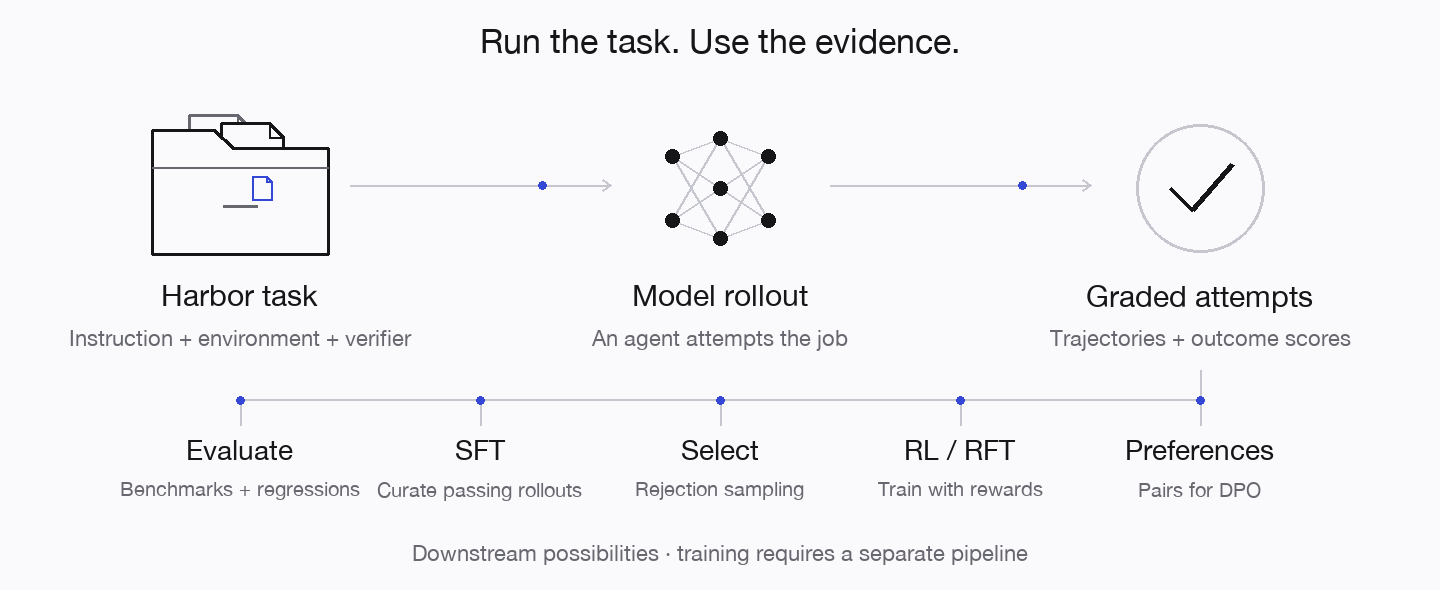 Run the task. Use the evidence.
Harbor task
Instruction + environment + verifier
Model rollout
An agent attempts the job
Graded attempts
Trajectories + outcome scores
Evaluate
Benchmarks + regressions
SFT
Curate passing rollouts
Select
Rejection sampling
RL / RFT
Train with rewards
Preferences
Pairs for DPO
Downstream possibilities · training requires a separate pipeline